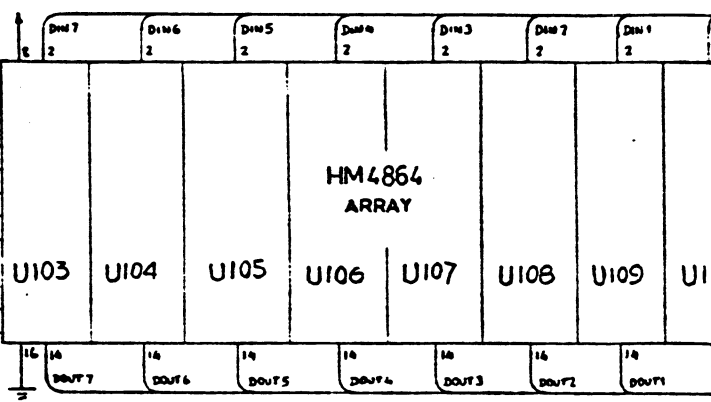 DIN7 DIN6 DIN5 DIN4 DIN3 DIN2 DIN1
8 2 2 2 2 2 2 2
HM4864
ARRAY
U103 U104 U105 U106 U107 U108 U109 U1
16 14 14 14 14 14 14 14
DOUT7 DOUT6 DOUT5 DOUT4 DOUT3 DOUT2 DOUT1